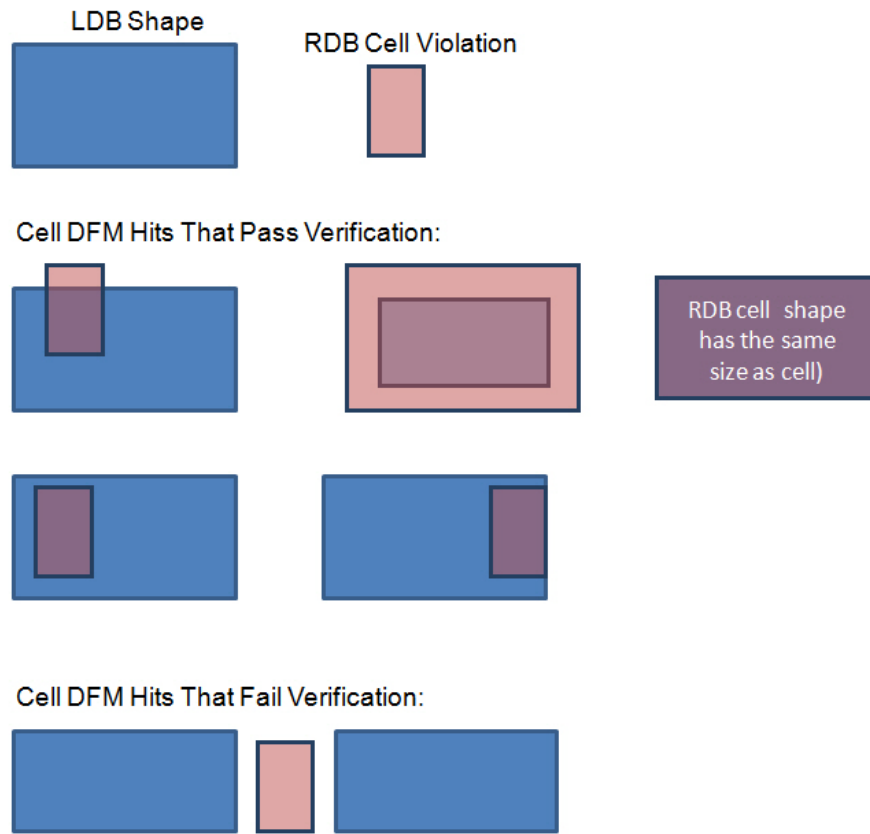 LDB Shape
RDB Cell Violation
Cell DFM Hits That Pass Verification:
RDB cell shape
has the same
size as cell)
Cell DFM Hits That Fail Verification: